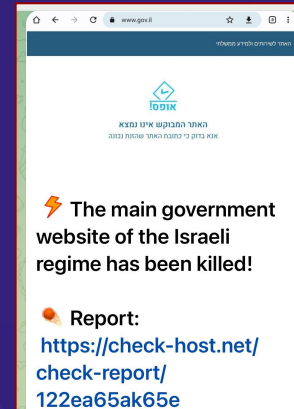 www.gov.il
האתר לשירותים ולמידע ממשלתי
אופס!
האתר המבוקש אינו נמצא
אנא בדוק כי כתובת האתר שהזנת נכונה
⚡ The main government
website of the Israeli
regime has been killed!
Report:
https://check-host.net/
check-report/
122ea65ak65e